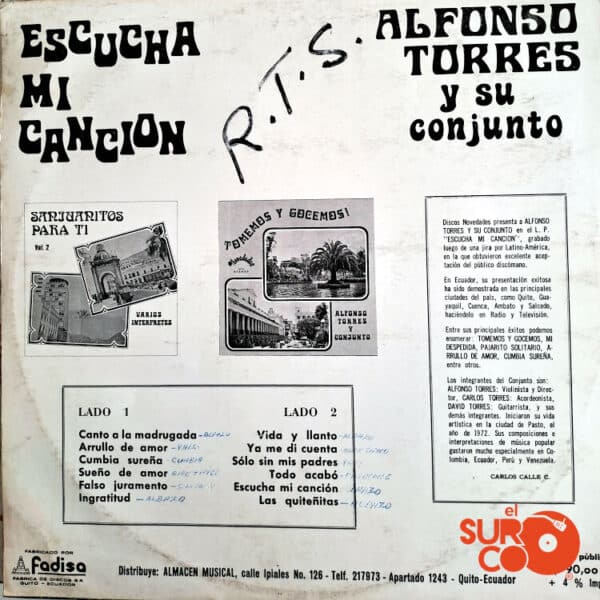 ESCUCHA
MI
CANCION
R.T.S.
ALFONSO
TORRES
y su
conjunto
SANJUANITOS
PARA TI
Vol. 2
VARIOS
INTERPRETES
¡TOMEMOS Y GOCEMOS!
ALFONSO
TORRES Y
CONJUNTO
Discos Novedades presenta a ALFONSO
TORRES Y SU CONJUNTO en el L. P.
"ESCUCHA MI CANCION", grabado
luego de una jira por Latino-América,
en la que obtuvieron excelente acep-
tación del público discómano.
En Ecuador, su presentación exitosa
ha sido demostrada en las principales
ciudades del país, como Quito, Gua-
yaquil, Cuenca, Ambato y Salcedo,
haciéndolo en Radio y Televisión.
Entre sus principales éxitos podemos
enumerar: TOMEMOS Y GOCEMOS, MI
DESPEDIDA, PAJARITO SOLITARIO, A-
RRULLO DE AMOR, CUMBIA SUREÑA,
entre otros.
Los integrantes del Conjunto son:
ALFONSO TORRES: Violinista y Direc-
tor, CARLOS TORRES: Acordeonista,
DAVID TORRES: Guitarrista, y sus
demás integrantes. Iniciaron su vida
artística en la ciudad de Pasto, el
año de 1972. Sus composiciones e
interpretaciones de música popular
gustaron mucho especialmente en Co-
lombia, Ecuador, Perú y Venezuela.
CARLOS CALLE C.
LADO 1
Canto a la madrugada
Arrullo de amor
Cumbia sureña - CUMBIA
Sueño de amor
Falso juramento
Ingratitud - ALBAZO
LADO 2
Vida y llanto
Ya me di cuenta
Sólo sin mis padres
Todo acabó
Escucha mi canción
Las quiteñitas
el
SURCO
FABRICADO POR
Fadisa
FABRICA DE DISCOS S.A.
QUITO - ECUADOR
Distribuye: ALMACEN MUSICAL, calle Ipiales No. 126 - Telf. 217973 - Apartado 1243 - Quito-Ecuador
públi
90,00
+ 4 % Imp